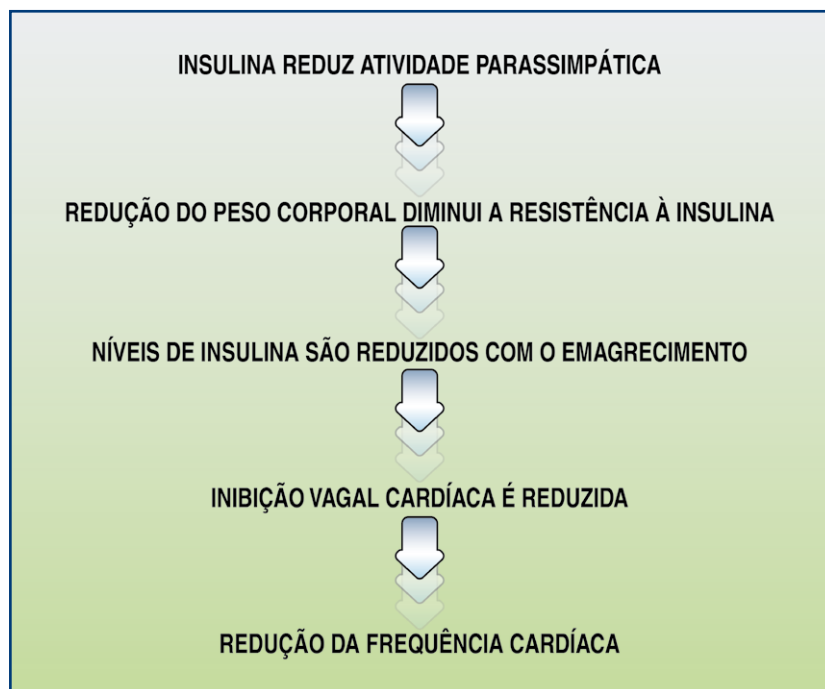 INSULINA REDUZ ATIVIDADE PARASSIMPÁTICA
REDUÇÃO DO PESO CORPORAL DIMINUI A RESISTÊNCIA À INSULINA
NÍVEIS DE INSULINA SÃO REDUZIDOS COM O EMAGRECIMENTO
INIBIÇÃO VAGAL CARDÍACA É REDUZIDA
REDUÇÃO DA FREQUÊNCIA CARDÍACA